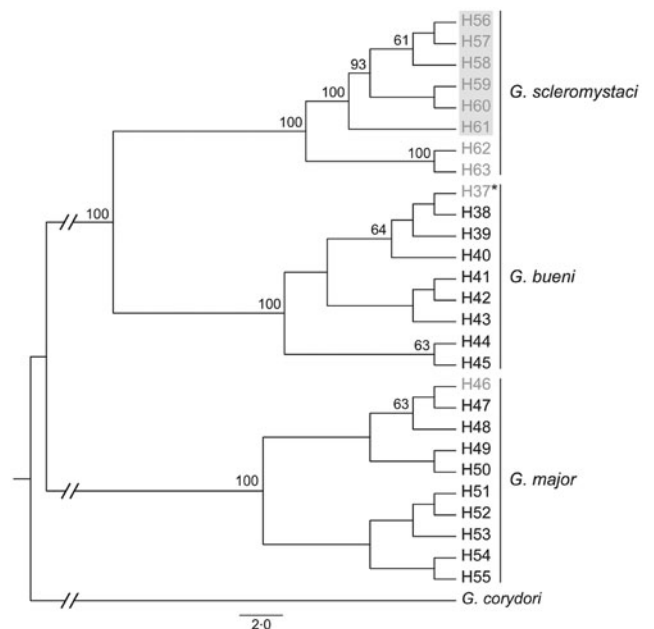 H56
61
H57
H58
93
H59
100
G. scleromystaci
H60
100
H61
H62
100
H63
H37*
100
H38
64
H39
H40
H41
G. bueni
H42
100
H43
63
H44
H45
H46
63
H47
H48
H49
100
H50
G. major
H51
H52
H53
H54
H55
G. corydori
2·0